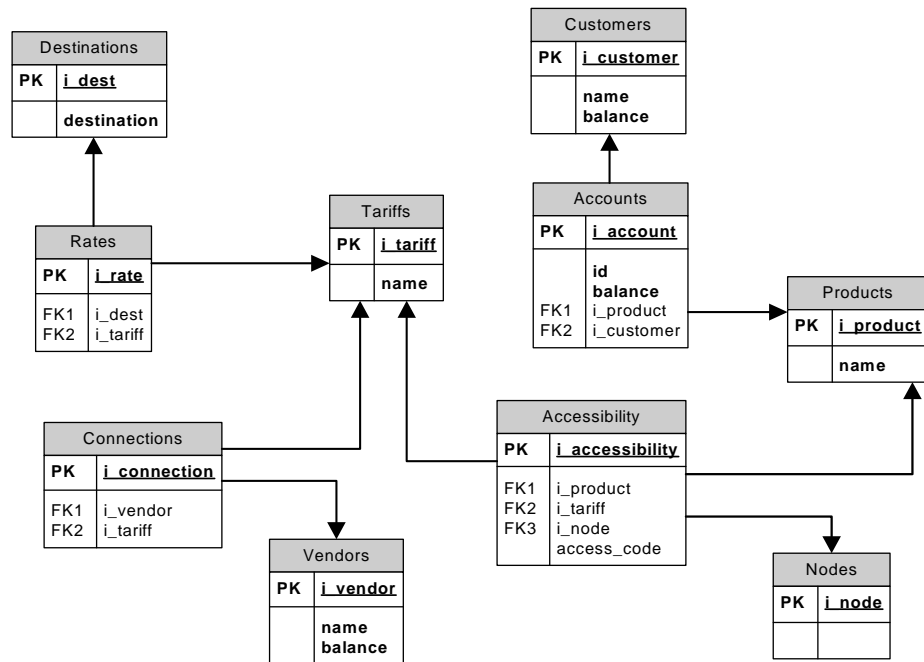 Destinations
PK i_dest
destination
Customers
PK i_customer
name
balance
Tariffs
PK i_tariff
name
Accounts
PK i_account
id
balance
FK1 i_product
FK2 i_customer
Rates
PK i_rate
FK1 i_dest
FK2 i_tariff
Products
PK i_product
name
Connections
PK i_connection
FK1 i_vendor
FK2 i_tariff
Accessibility
PK i_accessibility
FK1 i_product
FK2 i_tariff
FK3 i_node
access_code
Vendors
PK i_vendor
name
balance
Nodes
PK i_node